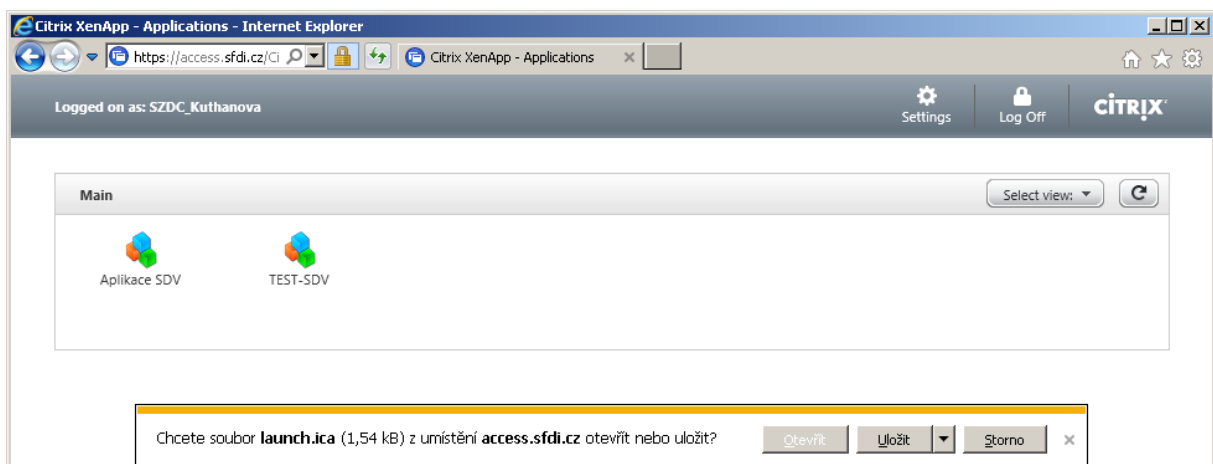 Citrix XenApp - Applications - Internet Explorer
https://access.sfdi.cz/Ci
Citrix XenApp - Applications
Logged on as: SZDC_Kuthanova
Settings
Log Off
CITRIX
Main
Select view:
Aplikace SDV
TEST-SDV
Chcete soubor launch.ica (1,54 kB) z umístění access.sfdi.cz otevřít nebo uložit?
Otevřít
Uložit
Storno